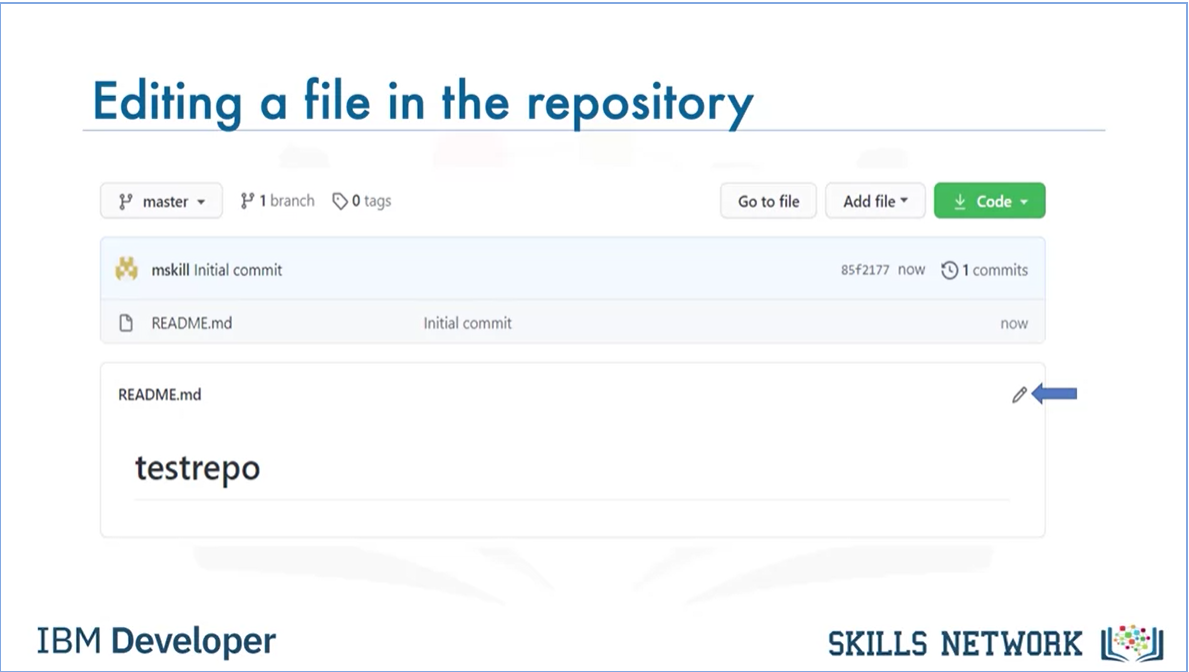 Editing a file in the repository
master 1 branch 0 tags Go to file Add file Code
mskill Initial commit 85f2177 now 1 commits
README.md Initial commit now
README.md
testrepo
IBM Developer SKILLS NETWORK